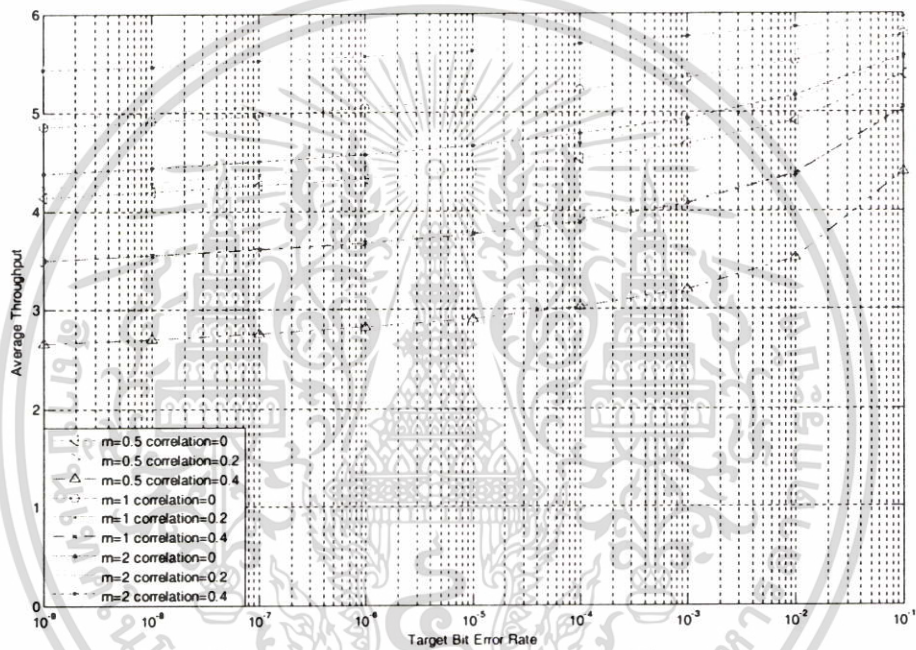 6
5
4
3
2
1
0
Average Throughput
m=0.5 correlation=0
m=0.5 correlation=0.2
m=0.5 correlation=0.4
m=1 correlation=0
m=1 correlation=0.2
m=1 correlation=0.4
m=2 correlation=0
m=2 correlation=0.2
m=2 correlation=0.4
10^-9 10^-8 10^-7 10^-6 10^-5 10^-4 10^-3 10^-2 10^-1
Target Bit Error Rate